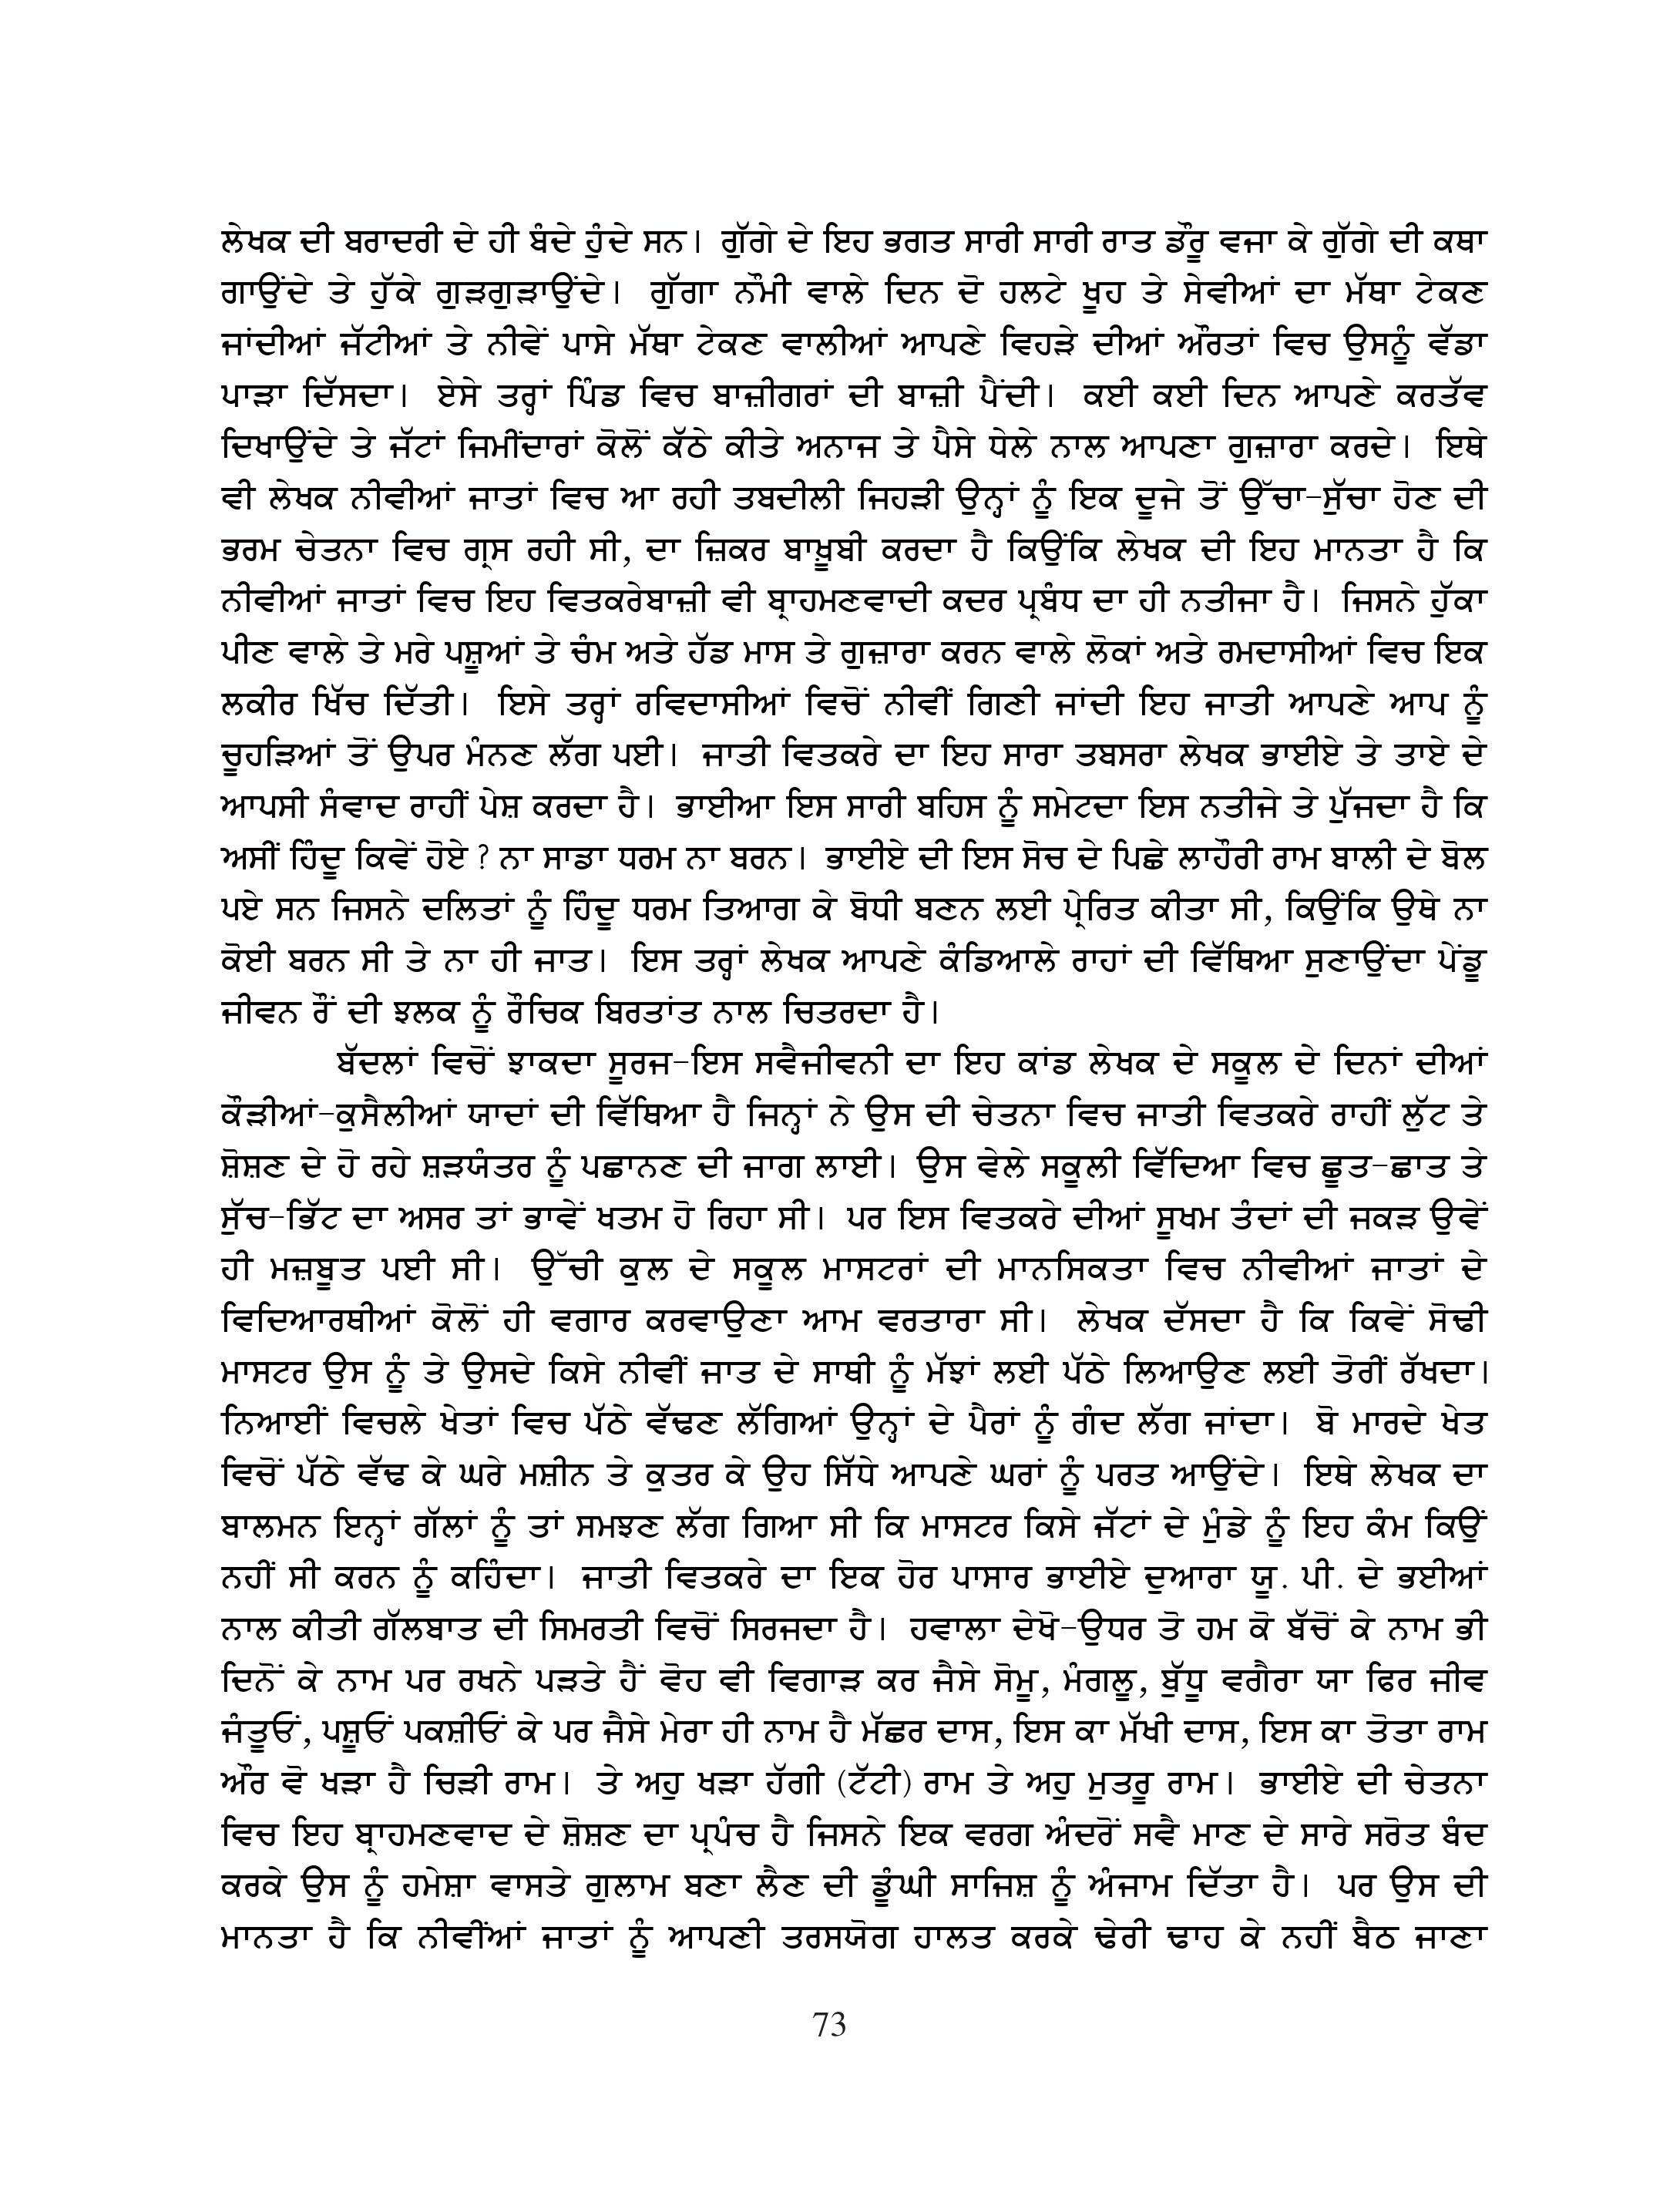 ਲੇਖਕ ਦੀ ਬਰਾਦਰੀ ਦੇ ਹੀ ਬੰਦੇ ਹੁੰਦੇ ਸਨ। ਗੁੱਗੇ ਦੇ ਇਹ ਭਗਤ ਸਾਰੀ ਸਾਰੀ ਰਾਤ ਡੌਰੂ ਵਜਾ ਕੇ ਗੁੱਗੇ ਦੀ ਕਥਾ
ਗਾਉਂਦੇ ਤੇ ਹੁੱਕੇ ਗੁੜਗੁੜਾਉਂਦੇ। ਗੁੱਗਾ ਨੌਮੀ ਵਾਲੇ ਦਿਨ ਦੋ ਹਲਟੇ ਖੂਹ ਤੇ ਸੇਵੀਆਂ ਦਾ ਮੱਥਾ ਟੇਕਣ
ਜਾਂਦੀਆਂ ਜੱਟੀਆਂ ਤੇ ਨੀਵੇਂ ਪਾਸੇ ਮੱਥਾ ਟੇਕਣ ਵਾਲੀਆਂ ਆਪਣੇ ਵਿਹੜੇ ਦੀਆਂ ਔਰਤਾਂ ਵਿਚ ਉਸਨੂੰ ਵੱਡਾ
ਪਾੜਾ ਦਿੱਸਦਾ। ਏਸੇ ਤਰ੍ਹਾਂ ਪਿੰਡ ਵਿਚ ਬਾਜ਼ੀਗਰਾਂ ਦੀ ਬਾਜ਼ੀ ਪੈਂਦੀ। ਕਈ ਕਈ ਦਿਨ ਆਪਣੇ ਕਰਤੱਵ
ਦਿਖਾਉਂਦੇ ਤੇ ਜੱਟਾਂ ਜਿਮੀਂਦਾਰਾਂ ਕੋਲੋਂ ਕੱਠੇ ਕੀਤੇ ਅਨਾਜ ਤੇ ਪੈਸੇ ਧੇਲੇ ਨਾਲ ਆਪਣਾ ਗੁਜ਼ਾਰਾ ਕਰਦੇ। ਇਥੇ
ਵੀ ਲੇਖਕ ਨੀਵੀਆਂ ਜਾਤਾਂ ਵਿਚ ਆ ਰਹੀ ਤਬਦੀਲੀ ਜਿਹੜੀ ਉਨ੍ਹਾਂ ਨੂੰ ਇਕ ਦੂਜੇ ਤੋਂ ਉੱਚਾ-ਸੁੱਚਾ ਹੋਣ ਦੀ
ਭਰਮ ਚੇਤਨਾ ਵਿਚ ਗ੍ਰਸ ਰਹੀ ਸੀ, ਦਾ ਜ਼ਿਕਰ ਬਾਖ਼ੂਬੀ ਕਰਦਾ ਹੈ ਕਿਉਂਕਿ ਲੇਖਕ ਦੀ ਇਹ ਮਾਨਤਾ ਹੈ ਕਿ
ਨੀਵੀਆਂ ਜਾਤਾਂ ਵਿਚ ਇਹ ਵਿਤਕਰੇਬਾਜ਼ੀ ਵੀ ਬ੍ਰਾਹਮਣਵਾਦੀ ਕਦਰ ਪ੍ਰਬੰਧ ਦਾ ਹੀ ਨਤੀਜਾ ਹੈ। ਜਿਸਨੇ ਹੁੱਕਾ
ਪੀਣ ਵਾਲੇ ਤੇ ਮਰੇ ਪਸ਼ੂਆਂ ਤੇ ਚੰਮ ਅਤੇ ਹੱਡ ਮਾਸ ਤੇ ਗੁਜ਼ਾਰਾ ਕਰਨ ਵਾਲੇ ਲੋਕਾਂ ਅਤੇ ਰਮਦਾਸੀਆਂ ਵਿਚ ਇਕ
ਲਕੀਰ ਖਿੱਚ ਦਿੱਤੀ। ਇਸੇ ਤਰ੍ਹਾਂ ਰਵਿਦਾਸੀਆਂ ਵਿਚੋਂ ਨੀਵੀਂ ਗਿਣੀ ਜਾਂਦੀ ਇਹ ਜਾਤੀ ਆਪਣੇ ਆਪ ਨੂੰ
ਚੂਹੜਿਆਂ ਤੋਂ ਉਪਰ ਮੰਨਣ ਲੱਗ ਪਈ। ਜਾਤੀ ਵਿਤਕਰੇ ਦਾ ਇਹ ਸਾਰਾ ਤਬਸਰਾ ਲੇਖਕ ਭਾਈਏ ਤੇ ਤਾਏ ਦੇ
ਆਪਸੀ ਸੰਵਾਦ ਰਾਹੀਂ ਪੇਸ਼ ਕਰਦਾ ਹੈ। ਭਾਈਆ ਇਸ ਸਾਰੀ ਬਹਿਸ ਨੂੰ ਸਮੇਟਦਾ ਇਸ ਨਤੀਜੇ ਤੇ ਪੁੱਜਦਾ ਹੈ ਕਿ
ਅਸੀਂ ਹਿੰਦੂ ਕਿਵੇਂ ਹੋਏ ? ਨਾ ਸਾਡਾ ਧਰਮ ਨਾ ਬਰਨ। ਭਾਈਏ ਦੀ ਇਸ ਸੋਚ ਦੇ ਪਿਛੇ ਲਾਹੌਰੀ ਰਾਮ ਬਾਲੀ ਦੇ ਬੋਲ
ਪਏ ਸਨ ਜਿਸਨੇ ਦਲਿਤਾਂ ਨੂੰ ਹਿੰਦੂ ਧਰਮ ਤਿਆਗ ਕੇ ਬੋਧੀ ਬਣਨ ਲਈ ਪ੍ਰੇਰਿਤ ਕੀਤਾ ਸੀ, ਕਿਉਂਕਿ ਉਥੇ ਨਾ
ਕੋਈ ਬਰਨ ਸੀ ਤੇ ਨਾ ਹੀ ਜਾਤ। ਇਸ ਤਰ੍ਹਾਂ ਲੇਖਕ ਆਪਣੇ ਕੰਡਿਆਲੇ ਰਾਹਾਂ ਦੀ ਵਿੱਥਿਆ ਸੁਣਾਉਂਦਾ ਪੇਂਡੂ
ਜੀਵਨ ਰੌਂ ਦੀ ਝਲਕ ਨੂੰ ਰੌਚਿਕ ਬਿਰਤਾਂਤ ਨਾਲ ਚਿਤਰਦਾ ਹੈ।
ਬੱਦਲਾਂ ਵਿਚੋਂ ਝਾਕਦਾ ਸੂਰਜ-ਇਸ ਸਵੈਜੀਵਨੀ ਦਾ ਇਹ ਕਾਂਡ ਲੇਖਕ ਦੇ ਸਕੂਲ ਦੇ ਦਿਨਾਂ ਦੀਆਂ
ਕੌੜੀਆਂ-ਕੁਸੈਲੀਆਂ ਯਾਦਾਂ ਦੀ ਵਿੱਥਿਆ ਹੈ ਜਿਨ੍ਹਾਂ ਨੇ ਉਸ ਦੀ ਚੇਤਨਾ ਵਿਚ ਜਾਤੀ ਵਿਤਕਰੇ ਰਾਹੀਂ ਲੁੱਟ ਤੇ
ਸ਼ੋਸ਼ਣ ਦੇ ਹੋ ਰਹੇ ਸ਼ੜਯੰਤਰ ਨੂੰ ਪਛਾਨਣ ਦੀ ਜਾਗ ਲਾਈ। ਉਸ ਵੇਲੇ ਸਕੂਲੀ ਵਿੱਦਿਆ ਵਿਚ ਛੂਤ-ਛਾਤ ਤੇ
ਸੁੱਚ-ਭਿੱਟ ਦਾ ਅਸਰ ਤਾਂ ਭਾਵੇਂ ਖਤਮ ਹੋ ਰਿਹਾ ਸੀ। ਪਰ ਇਸ ਵਿਤਕਰੇ ਦੀਆਂ ਸੂਖਮ ਤੰਦਾਂ ਦੀ ਜਕੜ ਉਵੇਂ
ਹੀ ਮਜ਼ਬੂਤ ਪਈ ਸੀ। ਉੱਚੀ ਕੁਲ ਦੇ ਸਕੂਲ ਮਾਸਟਰਾਂ ਦੀ ਮਾਨਸਿਕਤਾ ਵਿਚ ਨੀਵੀਆਂ ਜਾਤਾਂ ਦੇ
ਵਿਦਿਆਰਥੀਆਂ ਕੋਲੋਂ ਹੀ ਵਗਾਰ ਕਰਵਾਉਣਾ ਆਮ ਵਰਤਾਰਾ ਸੀ। ਲੇਖਕ ਦੱਸਦਾ ਹੈ ਕਿ ਕਿਵੇਂ ਸੋਢੀ
ਮਾਸਟਰ ਉਸ ਨੂੰ ਤੇ ਉਸਦੇ ਕਿਸੇ ਨੀਵੀਂ ਜਾਤ ਦੇ ਸਾਥੀ ਨੂੰ ਮੱਝਾਂ ਲਈ ਪੱਠੇ ਲਿਆਉਣ ਲਈ ਤੋਰੀਂ ਰੱਖਦਾ।
ਨਿਆਈਂ ਵਿਚਲੇ ਖੇਤਾਂ ਵਿਚ ਪੱਠੇ ਵੱਢਣ ਲੱਗਿਆਂ ਉਨ੍ਹਾਂ ਦੇ ਪੈਰਾਂ ਨੂੰ ਗੰਦ ਲੱਗ ਜਾਂਦਾ। ਬੋ ਮਾਰਦੇ ਖੇਤ
ਵਿਚੋਂ ਪੱਠੇ ਵੱਢ ਕੇ ਘਰੇ ਮਸ਼ੀਨ ਤੇ ਕੁਤਰ ਕੇ ਉਹ ਸਿੱਧੇ ਆਪਣੇ ਘਰਾਂ ਨੂੰ ਪਰਤ ਆਉਂਦੇ। ਇਥੇ ਲੇਖਕ ਦਾ
ਬਾਲਮਨ ਇਨ੍ਹਾਂ ਗੱਲਾਂ ਨੂੰ ਤਾਂ ਸਮਝਣ ਲੱਗ ਗਿਆ ਸੀ ਕਿ ਮਾਸਟਰ ਕਿਸੇ ਜੱਟਾਂ ਦੇ ਮੁੰਡੇ ਨੂੰ ਇਹ ਕੰਮ ਕਿਉਂ
ਨਹੀਂ ਸੀ ਕਰਨ ਨੂੰ ਕਹਿੰਦਾ। ਜਾਤੀ ਵਿਤਕਰੇ ਦਾ ਇਕ ਹੋਰ ਪਾਸਾਰ ਭਾਈਏ ਦੁਆਰਾ ਯੂ. ਪੀ. ਦੇ ਭਈਆਂ
ਨਾਲ ਕੀਤੀ ਗੱਲਬਾਤ ਦੀ ਸਿਮਰਤੀ ਵਿਚੋਂ ਸਿਰਜਦਾ ਹੈ। ਹਵਾਲਾ ਦੇਖੋ-ਉਧਰ ਤੋ ਹਮ ਕੋ ਬੱਚੋਂ ਕੇ ਨਾਮ ਭੀ
ਦਿਨੋਂ ਕੇ ਨਾਮ ਪਰ ਰਖਨੇ ਪੜਤੇ ਹੈਂ ਵੋਹ ਵੀ ਵਿਗਾੜ ਕਰ ਜੈਸੇ ਸੋਮੂ, ਮੰਗਲੂ, ਬੁੱਧੂ ਵਗੈਰਾ ਯਾ ਫਿਰ ਜੀਵ
ਜੰਤੂਓਂ, ਪਸ਼ੂਓਂ ਪਕਸ਼ੀਓਂ ਕੇ ਪਰ ਜੈਸੇ ਮੇਰਾ ਹੀ ਨਾਮ ਹੈ ਮੱਛਰ ਦਾਸ, ਇਸ ਕਾ ਮੱਖੀ ਦਾਸ, ਇਸ ਕਾ ਤੋਤਾ ਰਾਮ
ਔਰ ਵੋ ਖੜਾ ਹੈ ਚਿੜੀ ਰਾਮ। ਤੇ ਅਹੁ ਖੜਾ ਹੱਗੀ (ਟੱਟੀ) ਰਾਮ ਤੇ ਅਹੁ ਮੁਤਰੂ ਰਾਮ। ਭਾਈਏ ਦੀ ਚੇਤਨਾ
ਵਿਚ ਇਹ ਬ੍ਰਾਹਮਣਵਾਦ ਦੇ ਸ਼ੋਸ਼ਣ ਦਾ ਪ੍ਰਪੰਚ ਹੈ ਜਿਸਨੇ ਇਕ ਵਰਗ ਅੰਦਰੋਂ ਸਵੈ ਮਾਣ ਦੇ ਸਾਰੇ ਸਰੋਤ ਬੰਦ
ਕਰਕੇ ਉਸ ਨੂੰ ਹਮੇਸ਼ਾ ਵਾਸਤੇ ਗੁਲਾਮ ਬਣਾ ਲੈਣ ਦੀ ਡੂੰਘੀ ਸਾਜਿਸ਼ ਨੂੰ ਅੰਜਾਮ ਦਿੱਤਾ ਹੈ। ਪਰ ਉਸ ਦੀ
ਮਾਨਤਾ ਹੈ ਕਿ ਨੀਵੀਂਆਂ ਜਾਤਾਂ ਨੂੰ ਆਪਣੀ ਤਰਸਯੋਗ ਹਾਲਤ ਕਰਕੇ ਢੇਰੀ ਢਾਹ ਕੇ ਨਹੀਂ ਬੈਠ ਜਾਣਾ
73